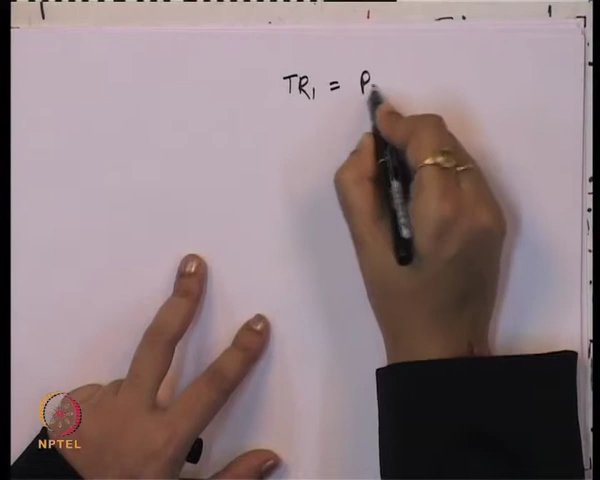 TR₁ = P
NPTEL